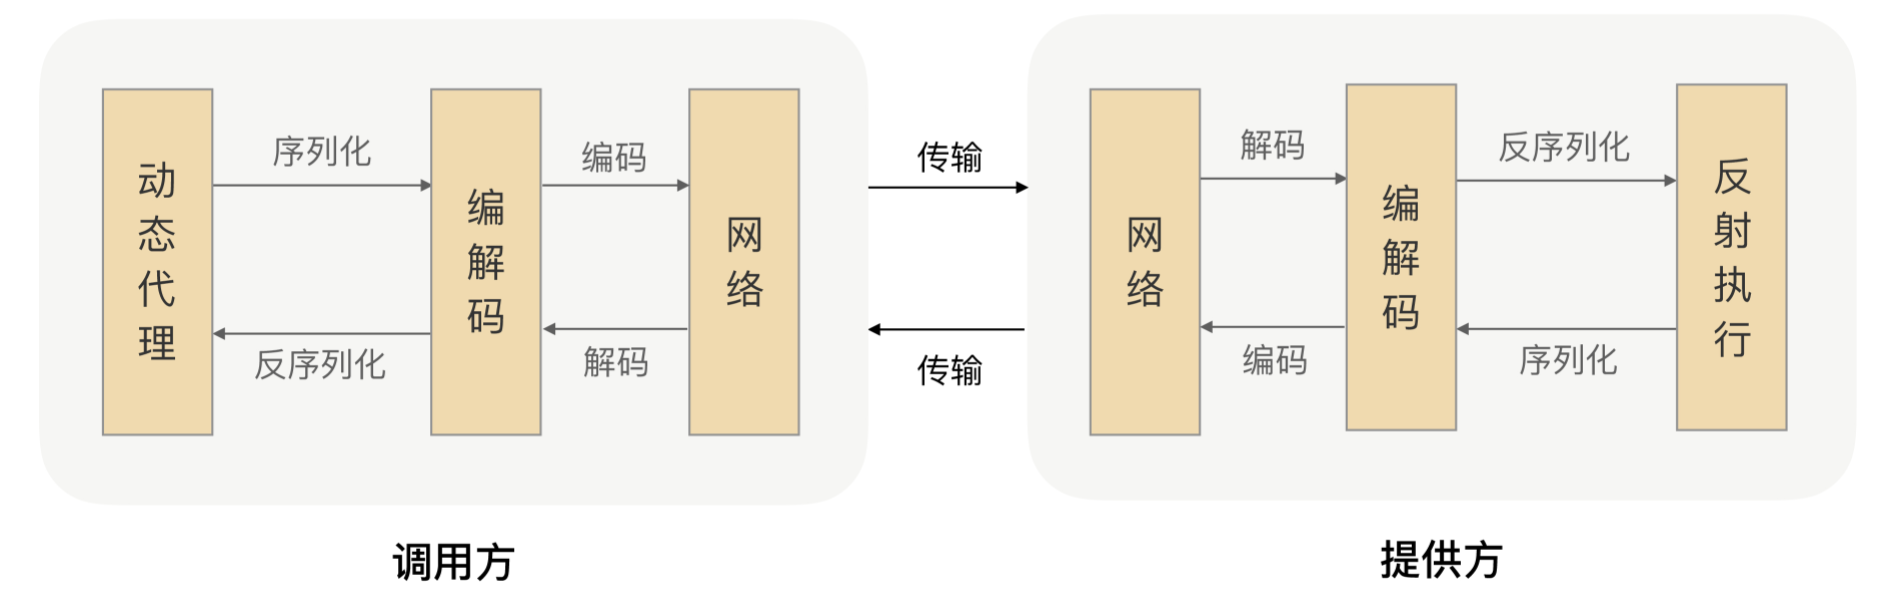 动态代理
序列化
反序列化
编解码
编码
解码
网络
传输
传输
网络
解码
编码
编解码
反序列化
序列化
反射执行
调用方
提供方